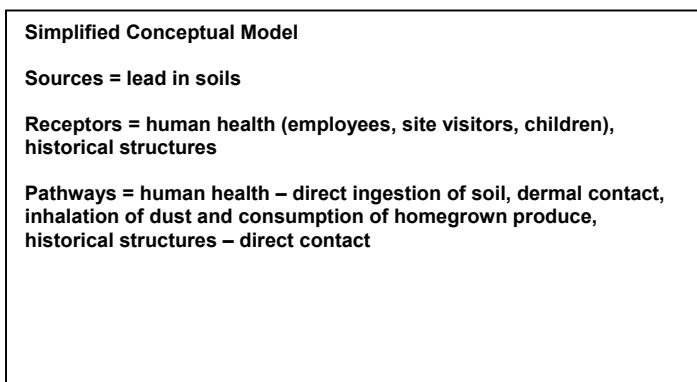 Simplified Conceptual Model
Sources = lead in soils
Receptors = human health (employees, site visitors, children),
historical structures
Pathways = human health – direct ingestion of soil, dermal contact,
inhalation of dust and consumption of homegrown produce,
historical structures – direct contact